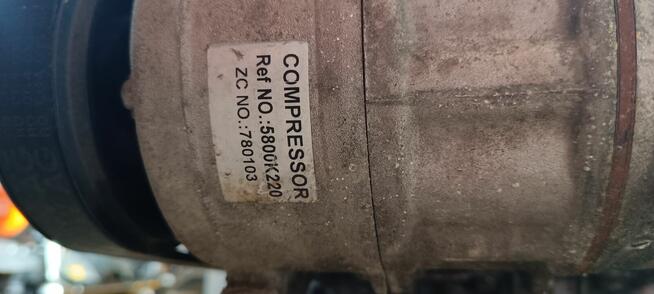 COMPRESSOR
Ref NO.:5800K220
ZC NO.:780103